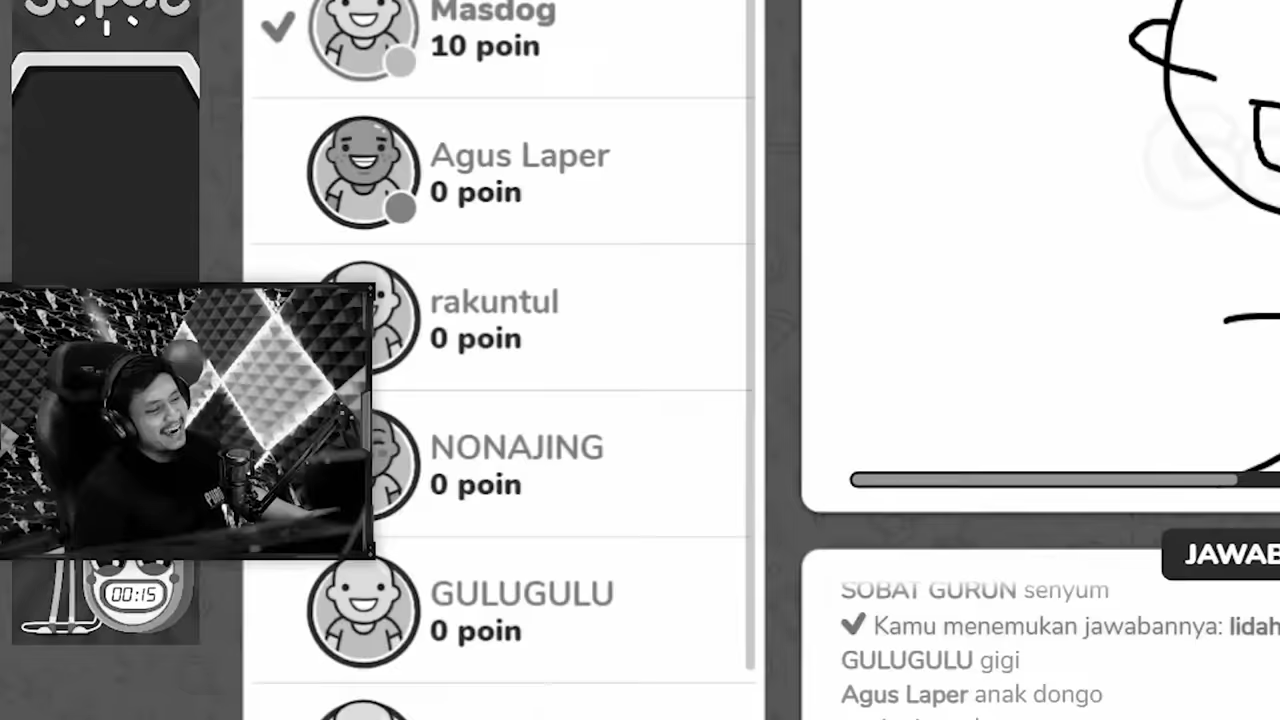 Masdog
10 poin
Agus Laper
0 poin
rakuntul
0 poin
NONAJING
0 poin
GULUGULU
0 poin
00:15
JAWAB
SOBAT GURUN senyum
✔ Kamu menemukan jawabannya: lidah
GULUGULU gigi
Agus Laper anak dongo